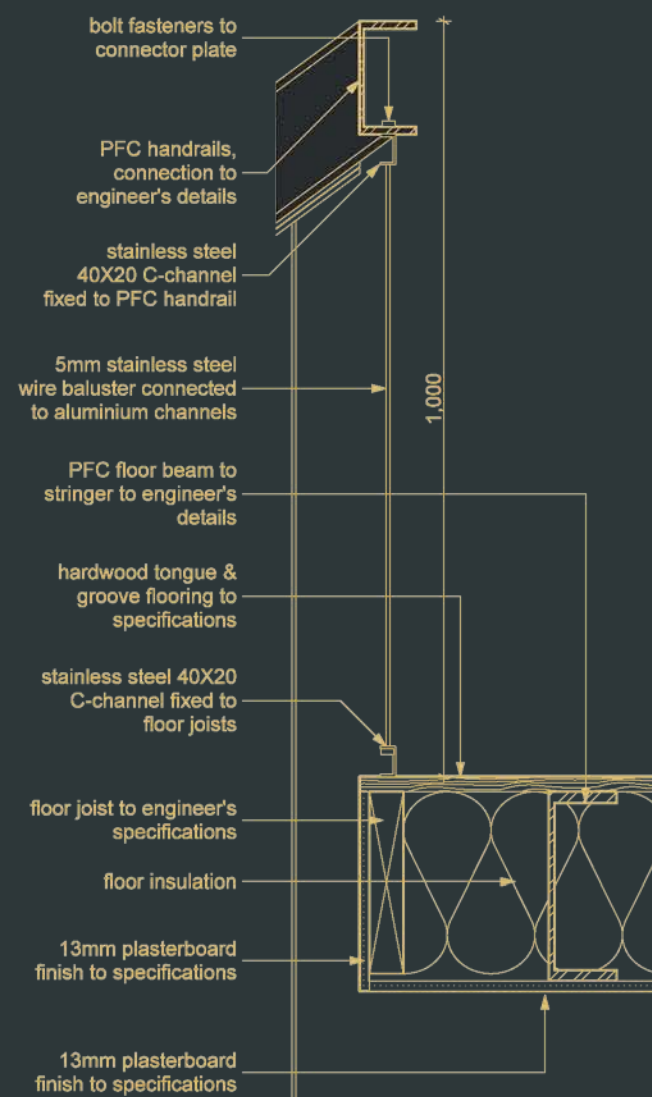 bolt fasteners to
connector plate
PFC handrails,
connection to
engineer's details
stainless steel
40X20 C-channel
fixed to PFC handrail
5mm stainless steel
wire baluster connected
to aluminium channels
1,000
PFC floor beam to
stringer to engineer's
details
hardwood tongue &
groove flooring to
specifications
stainless steel 40X20
C-channel fixed to
floor joists
floor joist to engineer's
specifications
floor insulation
13mm plasterboard
finish to specifications
13mm plasterboard
finish to specifications